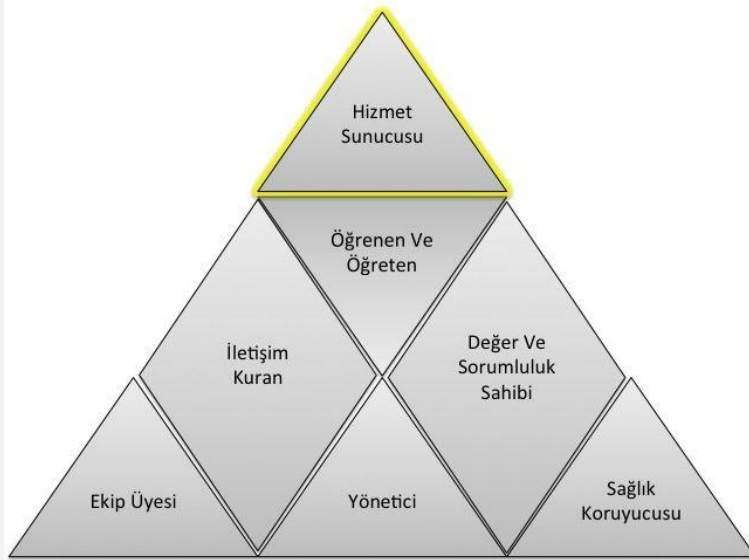 Hizmet
Sunucusu
Öğrenen Ve
Öğreten
İletişim
Kuran
Değer Ve
Sorumluluk
Sahibi
Ekip Üyesi
Yönetici
Sağlık
Koruyucusu